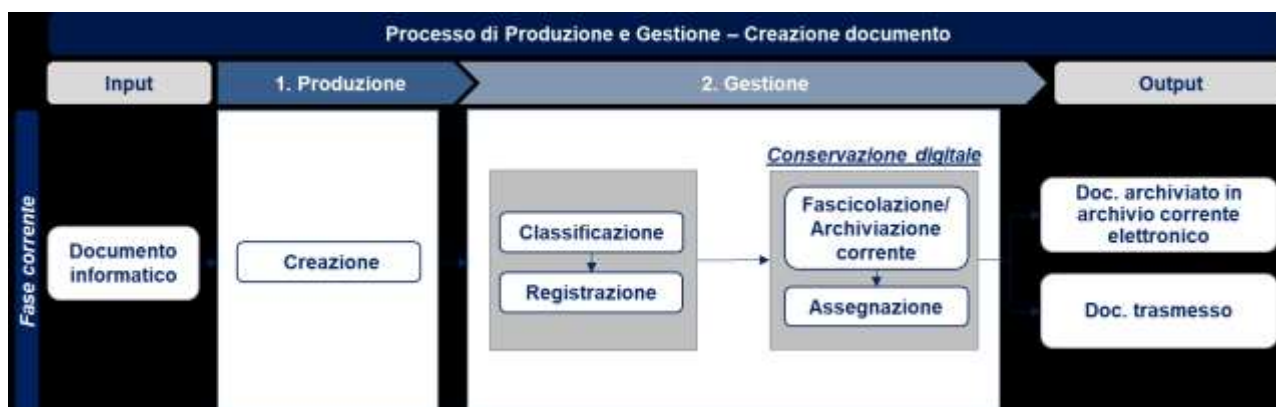 Processo di Produzione e Gestione – Creazione documento
Input
1. Produzione
2. Gestione
Output
Fase corrente
Documento
informatico
Creazione
Classificazione
Registrazione
Conservazione digitale
Fascicolazione/
Archiviazione
corrente
Assegnazione
Doc. archiviato in
archivio corrente
elettronico
Doc. trasmesso